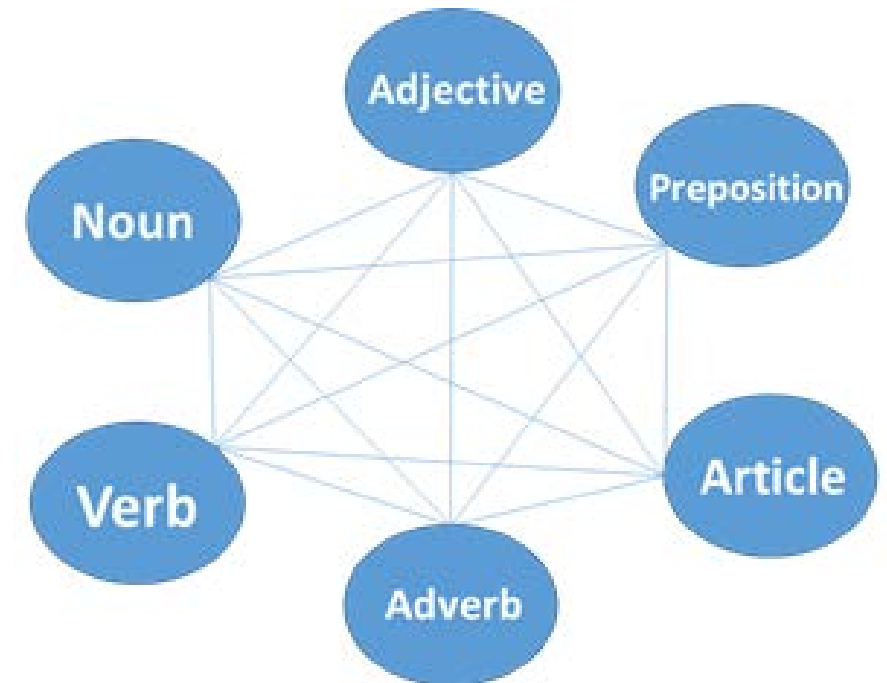 Adjective
Preposition
Noun
Article
Verb
Adverb